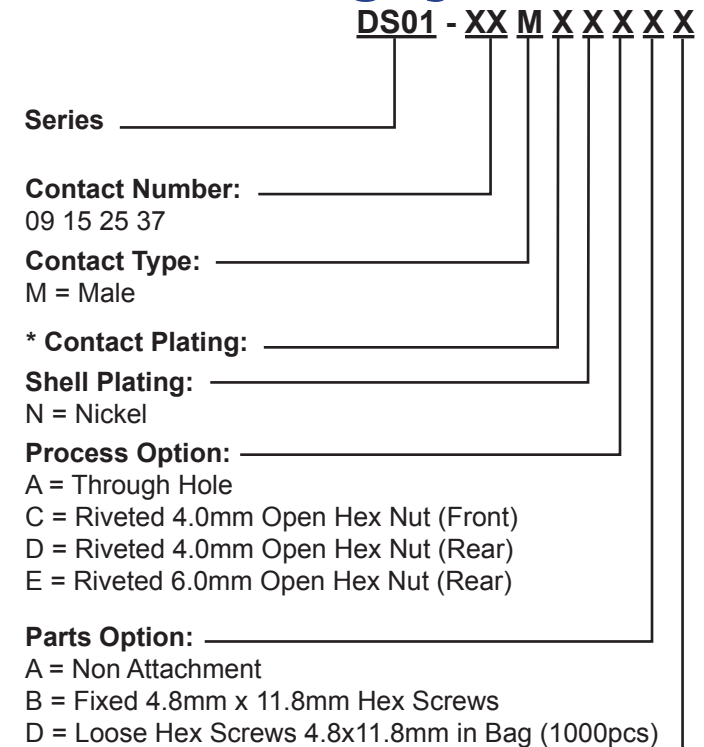 DS01 - XX M X X X X X
Series
Contact Number:
09 15 25 37
Contact Type:
M = Male
* Contact Plating:
Shell Plating:
N = Nickel
Process Option:
A = Through Hole
C = Riveted 4.0mm Open Hex Nut (Front)
D = Riveted 4.0mm Open Hex Nut (Rear)
E = Riveted 6.0mm Open Hex Nut (Rear)
Parts Option:
A = Non Attachment
B = Fixed 4.8mm x 11.8mm Hex Screws
D = Loose Hex Screws 4.8x11.8mm in Bag (1000pcs)